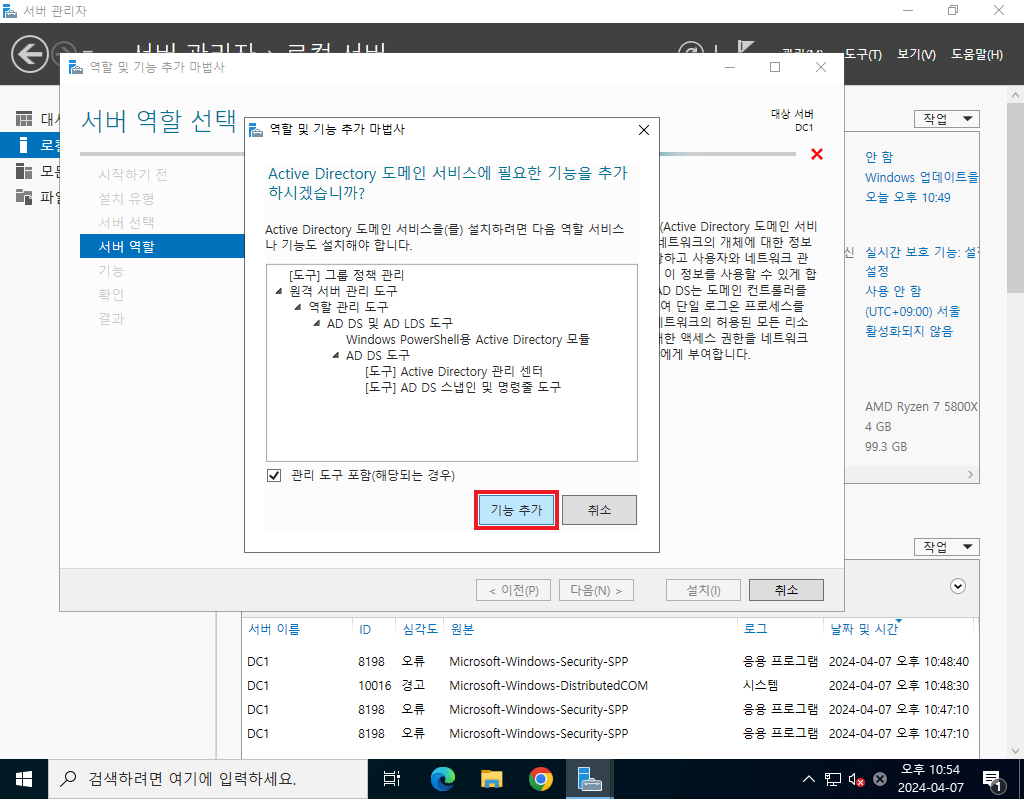 서버 관리자
서버 관리자 › 로컬 서버
관리(M)
도구(T)
보기(V)
도움말(H)
로컬
모든
파일
작업
안 함
Windows 업데이트을
오늘 오후 10:49
실시간 보호 기능: 설정
설정
사용 안 함
(UTC+09:00) 서울
활성화되지 않음
AMD Ryzen 7 5800X
4 GB
99.3 GB
작업
역할 및 기능 추가 마법사
서버 역할 선택
대상 서버
DC1
시작하기 전
설치 유형
서버 선택
서버 역할
기능
확인
결과
(Active Directory 도메인 서비
네트워크의 개체에 대한 정보
하고 사용자와 네트워크 관
이 정보를 사용할 수 있게 합
AD DS는 도메인 컨트롤러를
여 단일 로그온 프로세스를
네트워크의 허용된 모든 리소
한 액세스 권한을 네트워크
에게 부여합니다.
< 이전(P)
다음(N) >
설치(I)
취소
역할 및 기능 추가 마법사
Active Directory 도메인 서비스에 필요한 기능을 추가
하시겠습니까?
Active Directory 도메인 서비스을(를) 설치하려면 다음 역할 서비스
나 기능도 설치해야 합니다.
[도구] 그룹 정책 관리
원격 서버 관리 도구
역할 관리 도구
AD DS 및 AD LDS 도구
Windows PowerShell용 Active Directory 모듈
AD DS 도구
[도구] Active Directory 관리 센터
[도구] AD DS 스냅인 및 명령줄 도구
관리 도구 포함(해당되는 경우)
기능 추가
취소
서버 이름 ID 심각도 원본 로그 날짜 및 시간
DC1 8198 오류 Microsoft-Windows-Security-SPP 응용 프로그램 2024-04-07 오후 10:48:40
DC1 10016 경고 Microsoft-Windows-DistributedCOM 시스템 2024-04-07 오후 10:48:30
DC1 8198 오류 Microsoft-Windows-Security-SPP 응용 프로그램 2024-04-07 오후 10:47:10
DC1 8198 오류 Microsoft-Windows-Security-SPP 응용 프로그램 2024-04-07 오후 10:47:10
검색하려면 여기에 입력하세요.
오후 10:54
2024-04-07
1